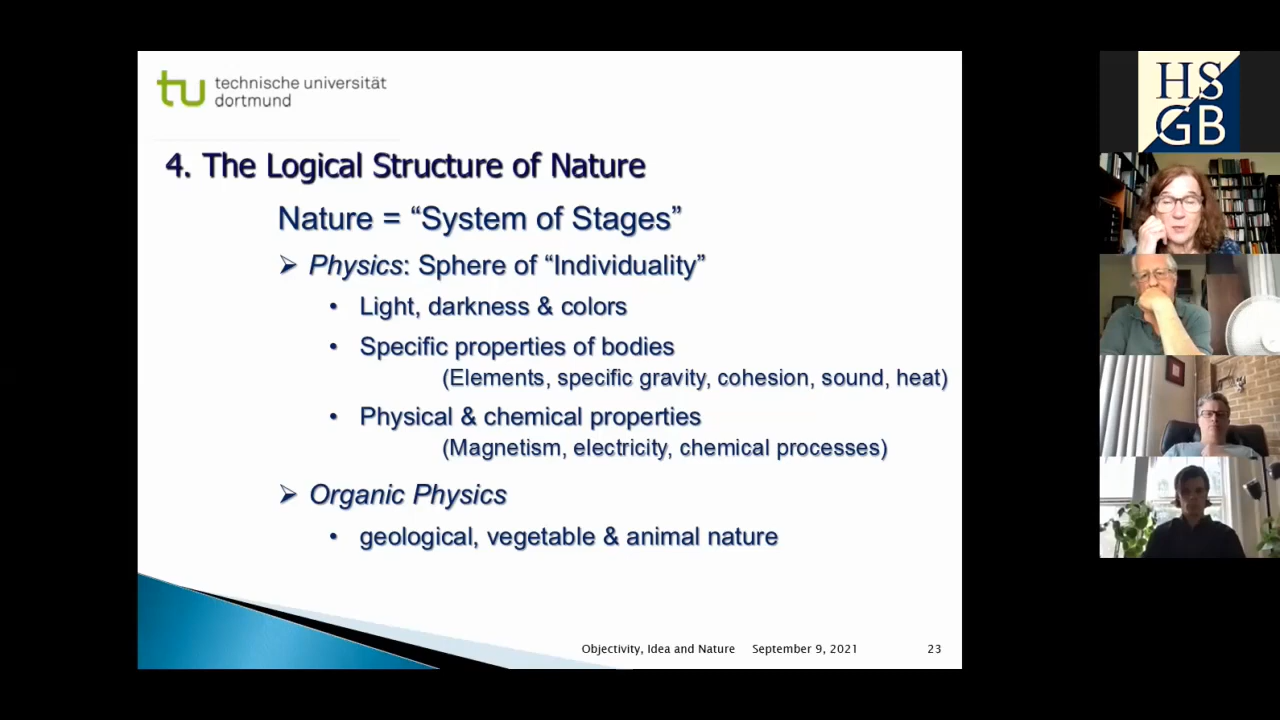 tu technische universität
dortmund
4. The Logical Structure of Nature
Nature = “System of Stages”
➢ Physics: Sphere of “Individuality”
• Light, darkness & colors
• Specific properties of bodies
(Elements, specific gravity, cohesion, sound, heat)
• Physical & chemical properties
(Magnetism, electricity, chemical processes)
➢ Organic Physics
• geological, vegetable & animal nature
Objectivity, Idea and Nature September 9, 2021 23
HS
GB